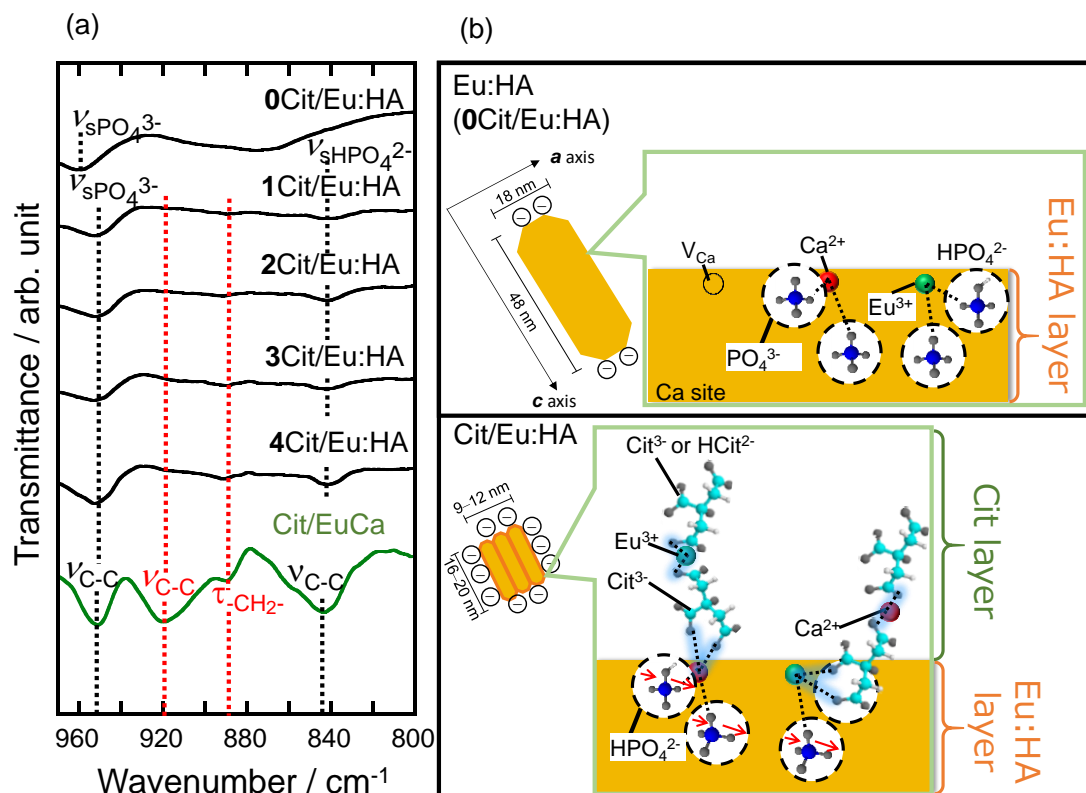 (a)
0Cit/Eu:HA
νsPO₄³⁻
νsHPO₄²⁻
νsPO₄³⁻
1Cit/Eu:HA
2Cit/Eu:HA
3Cit/Eu:HA
4Cit/Eu:HA
Cit/EuCa
νC-C
νC-C
τ-CH₂-
νC-C
Transmittance / arb. unit
960 920 880 840 800
Wavenumber / cm⁻¹
(b)
Eu:HA
(0Cit/Eu:HA)
a axis
18 nm
48 nm
c axis
VCa
Ca²⁺
HPO₄²⁻
Eu³⁺
PO₄³⁻
Ca site
Eu:HA layer
Cit/Eu:HA
9–12 nm
16–20 nm
Cit³⁻ or HCit²⁻
Eu³⁺
Cit³⁻
Ca²⁺
HPO₄²⁻
Cit layer
Eu:HA
layer